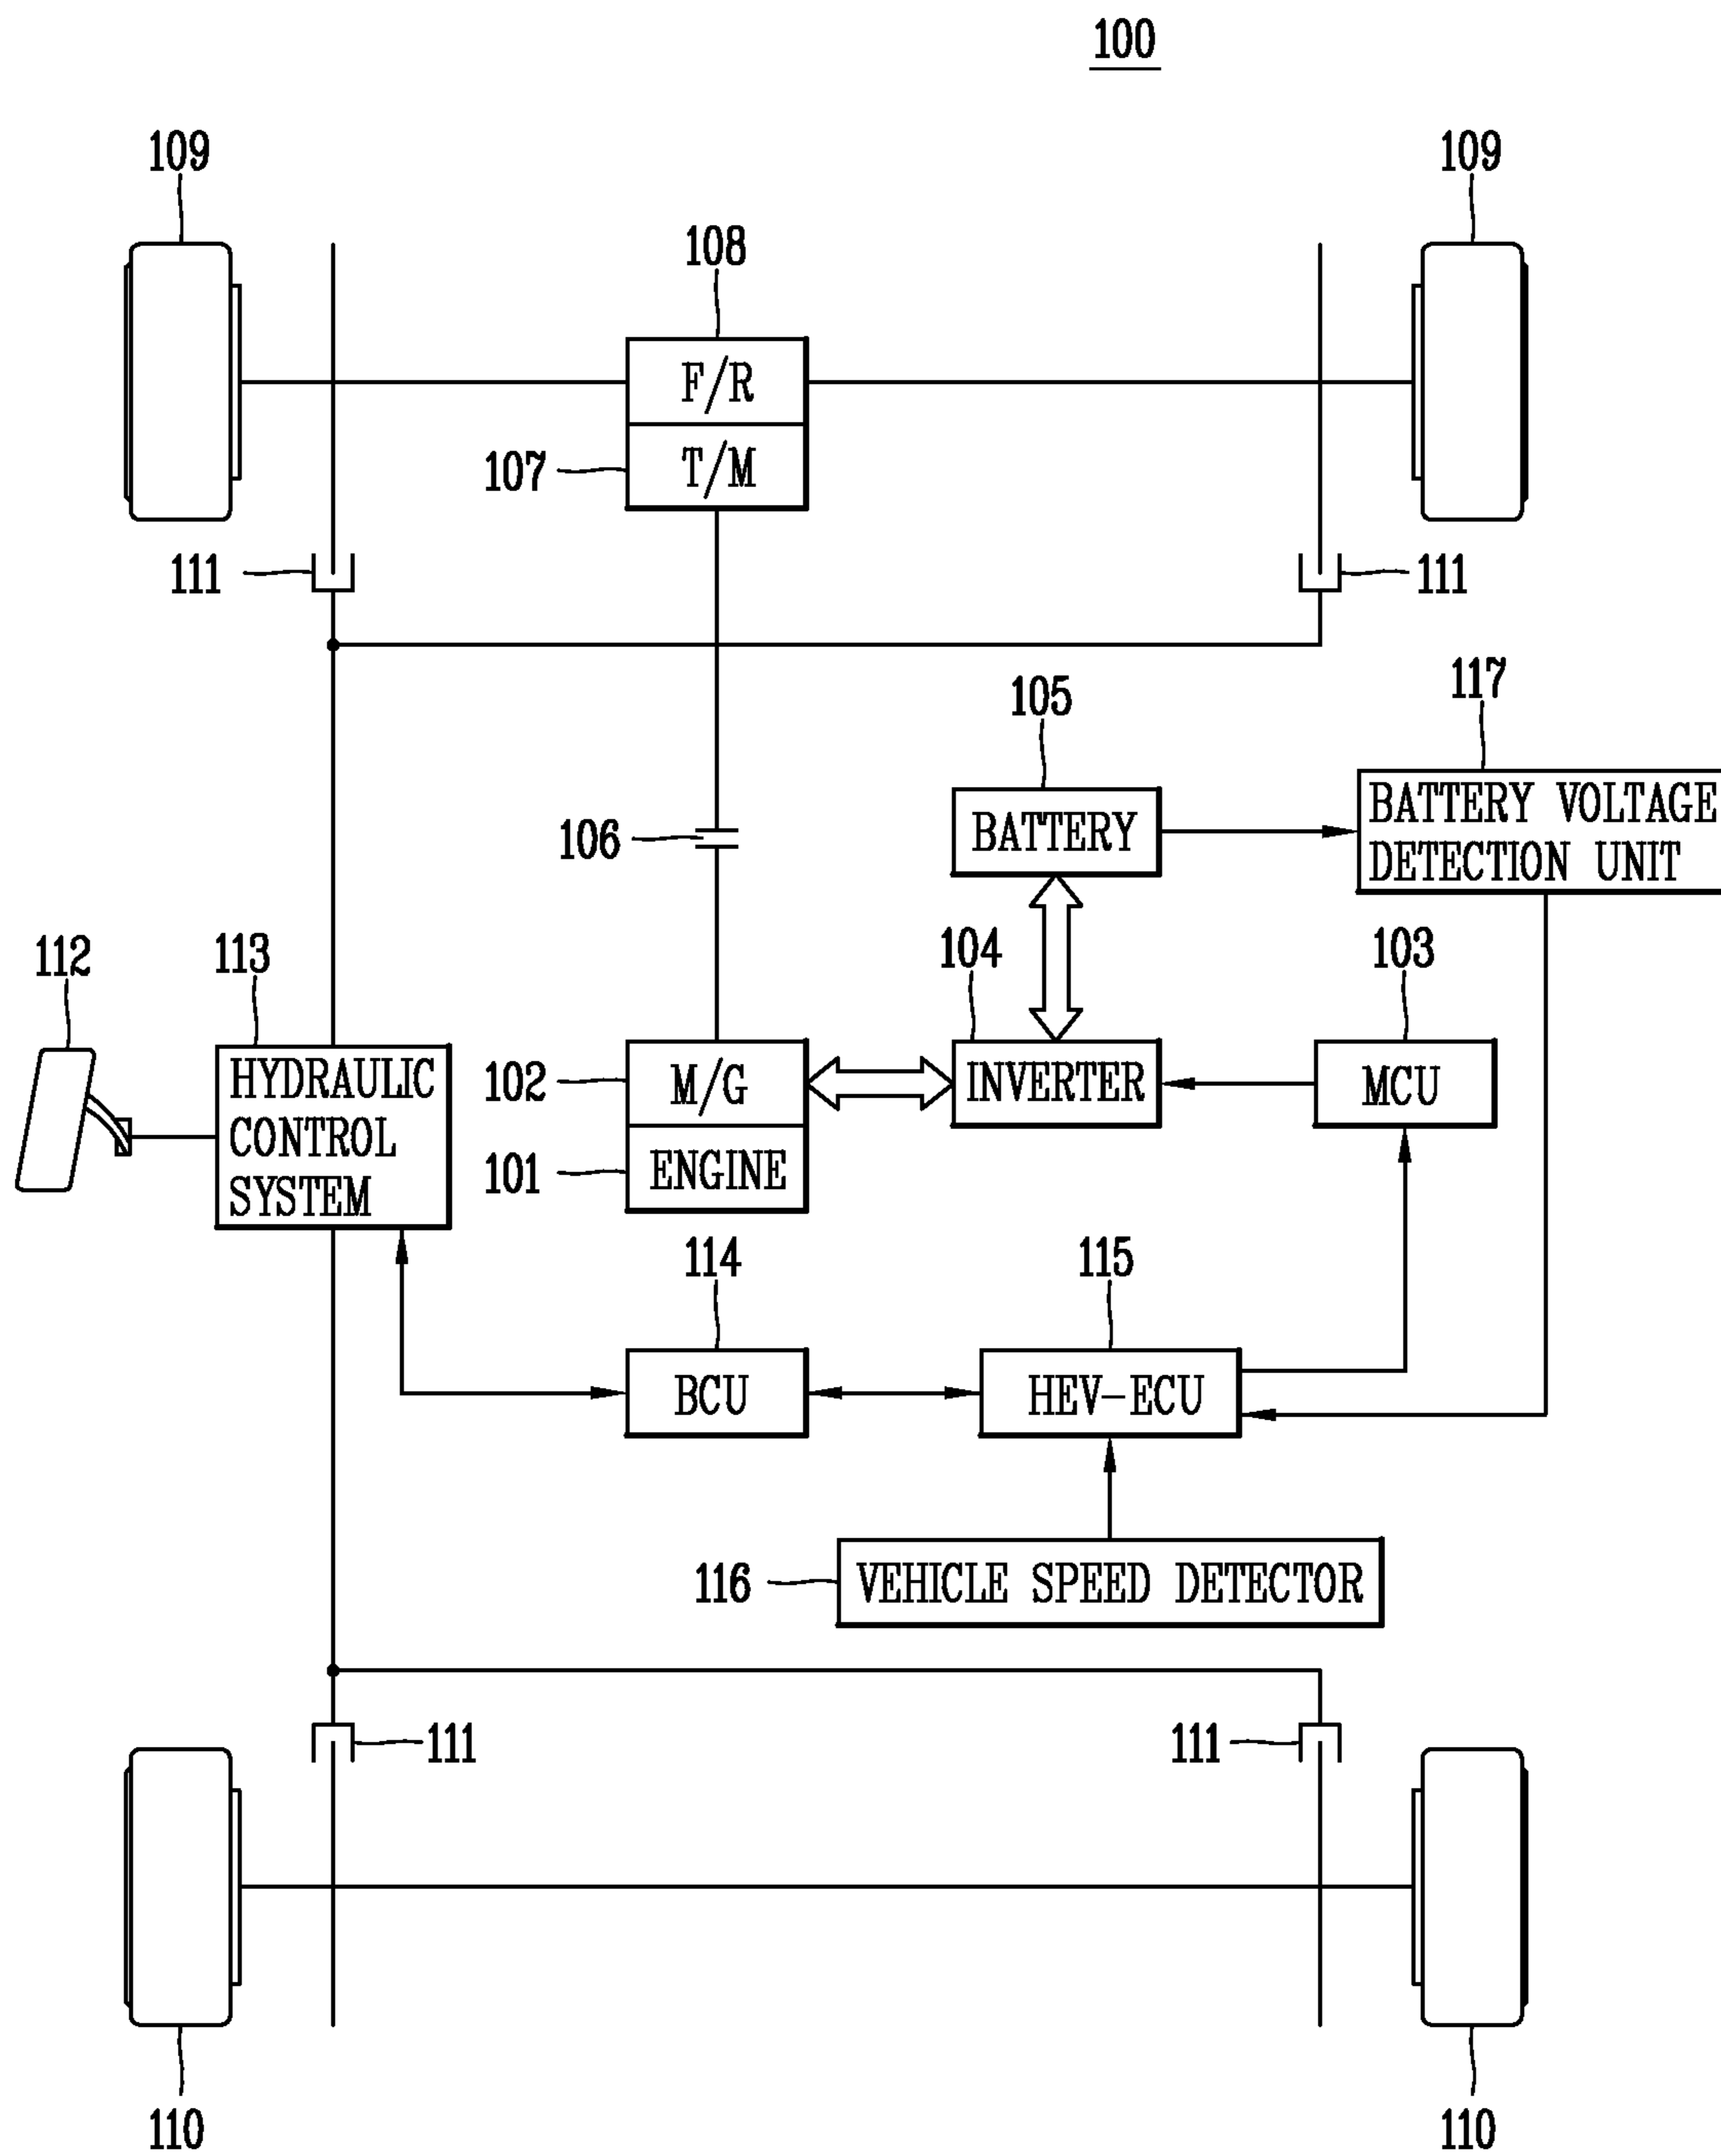 100
109
109
108
F/R
107
T/M
111
111
105
117
BATTERY
BATTERY VOLTAGE
DETECTION UNIT
106
112
113
104
103
HYDRAULIC
CONTROL
SYSTEM
102
M/G
INVERTER
MCU
101
ENGINE
114
115
BCU
HEV-ECU
116
VEHICLE SPEED DETECTOR
111
111
110
110